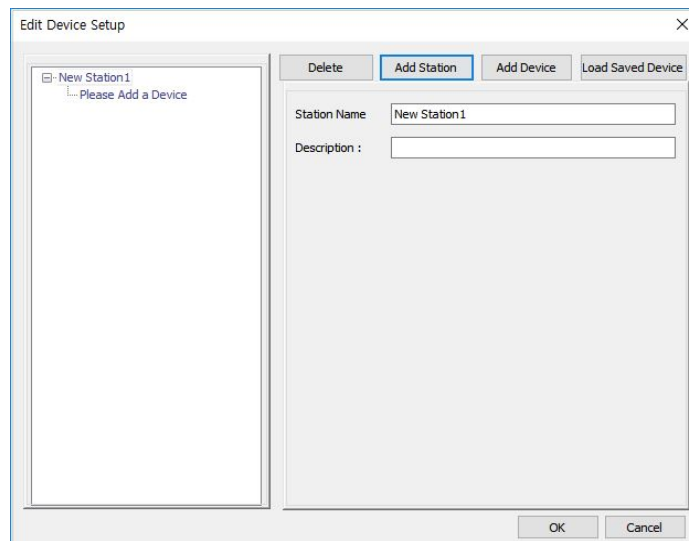 Edit Device Setup
New Station1
Please Add a Device
Delete
Add Station
Add Device
Load Saved Device
Station Name
New Station1
Description :
OK
Cancel